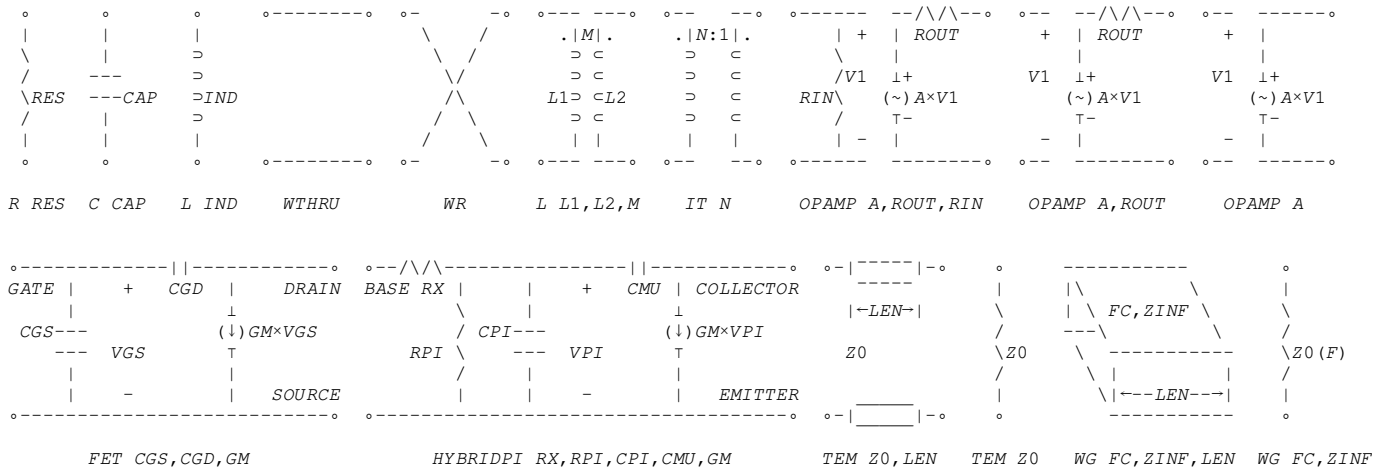 M N:1 + ROUT + ROUT +
V1 + V1 + V1 +
RES CAP IND L1 L2 RIN (~)A×V1 (~)A×V1 (~)A×V1
- - - - - -
R RES C CAP L IND WTHRU WR L L1,L2,M IT N OPAMP A,ROUT,RIN OPAMP A,ROUT OPAMP A
GATE + CGD DRAIN BASE RX + CMU COLLECTOR
←LEN→ FC,ZINF
CGS (↓)GM×VGS CPI (↓)GM×VPI
VGS RPI VPI Z0 Z0 Z0(F)
- SOURCE - EMITTER ←--LEN--→
FET CGS,CGD,GM HYBRIDPI RX,RPI,CPI,CMU,GM TEM Z0,LEN TEM Z0 WG FC,ZINF,LEN WG FC,ZINF